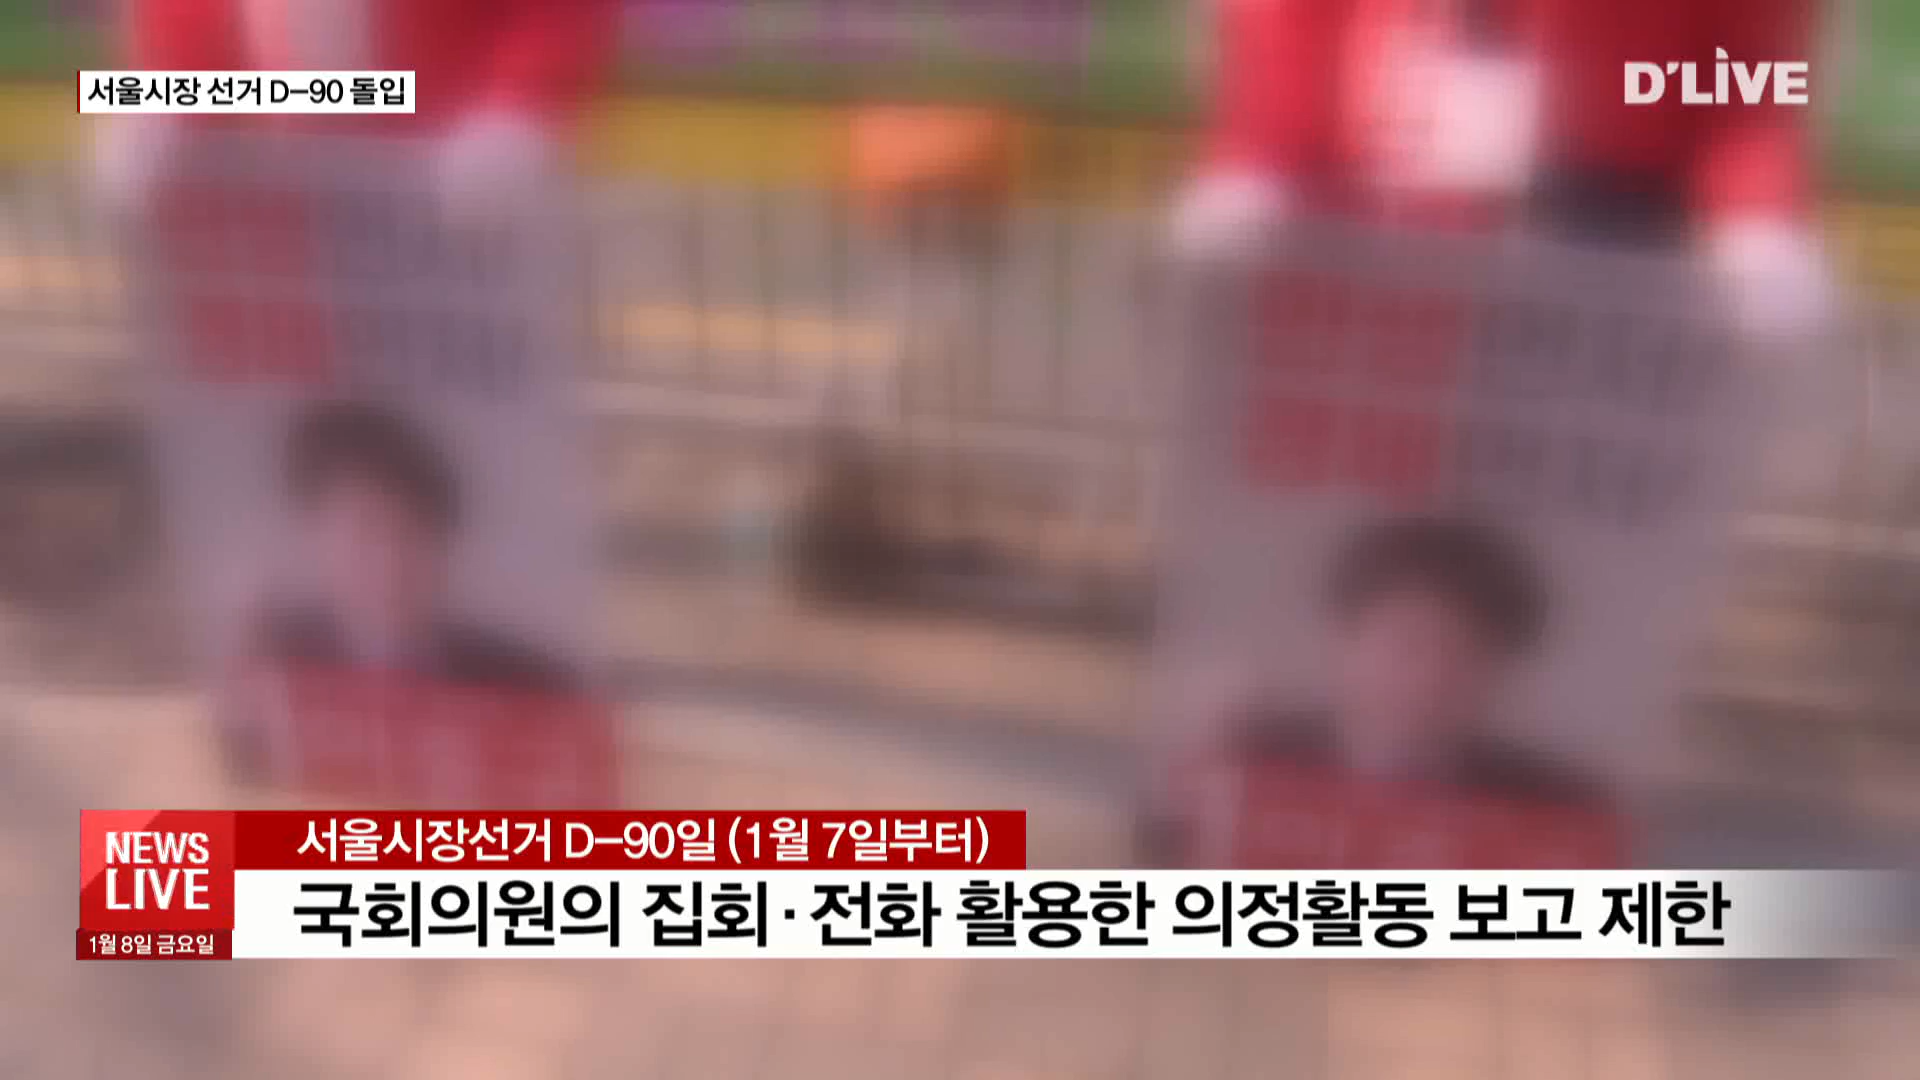 서울시장 선거 D-90 돌입
D'LIVE
서울시장선거 D-90일 (1월 7일부터)
NEWS
LIVE
국회의원의 집회·전화 활용한 의정활동 보고 제한
1월 8일 금요일